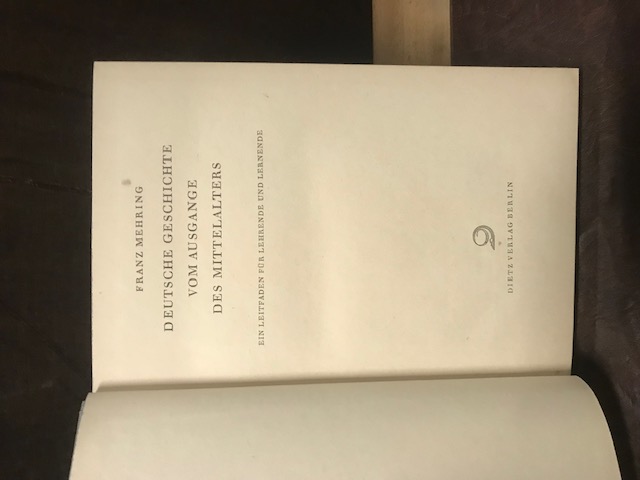 FRANZ MEHRING
DEUTSCHE GESCHICHTE
VOM AUSGANGE
DES MITTELALTERS
EIN LEITFADEN FÜR LEHRENDE UND LERNENDE
DIETZ VERLAG BERLIN